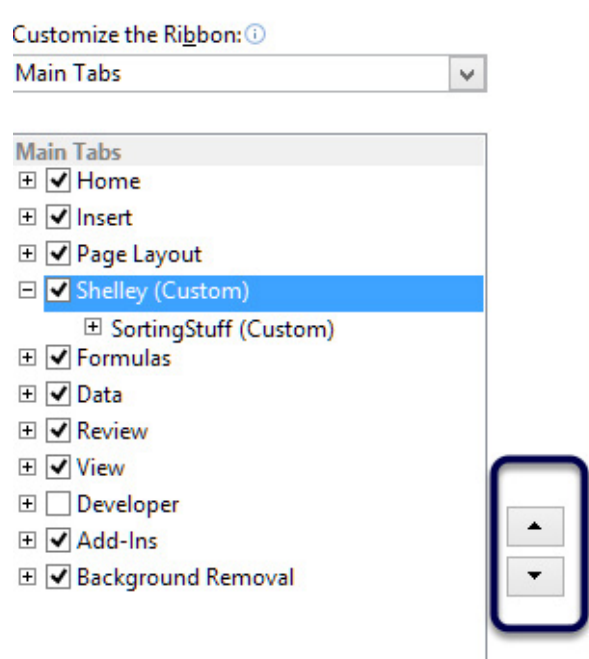 Customize the Ribbon:
Main Tabs
Main Tabs
Home
Insert
Page Layout
Shelley (Custom)
SortingStuff (Custom)
Formulas
Data
Review
View
Developer
Add-Ins
Background Removal